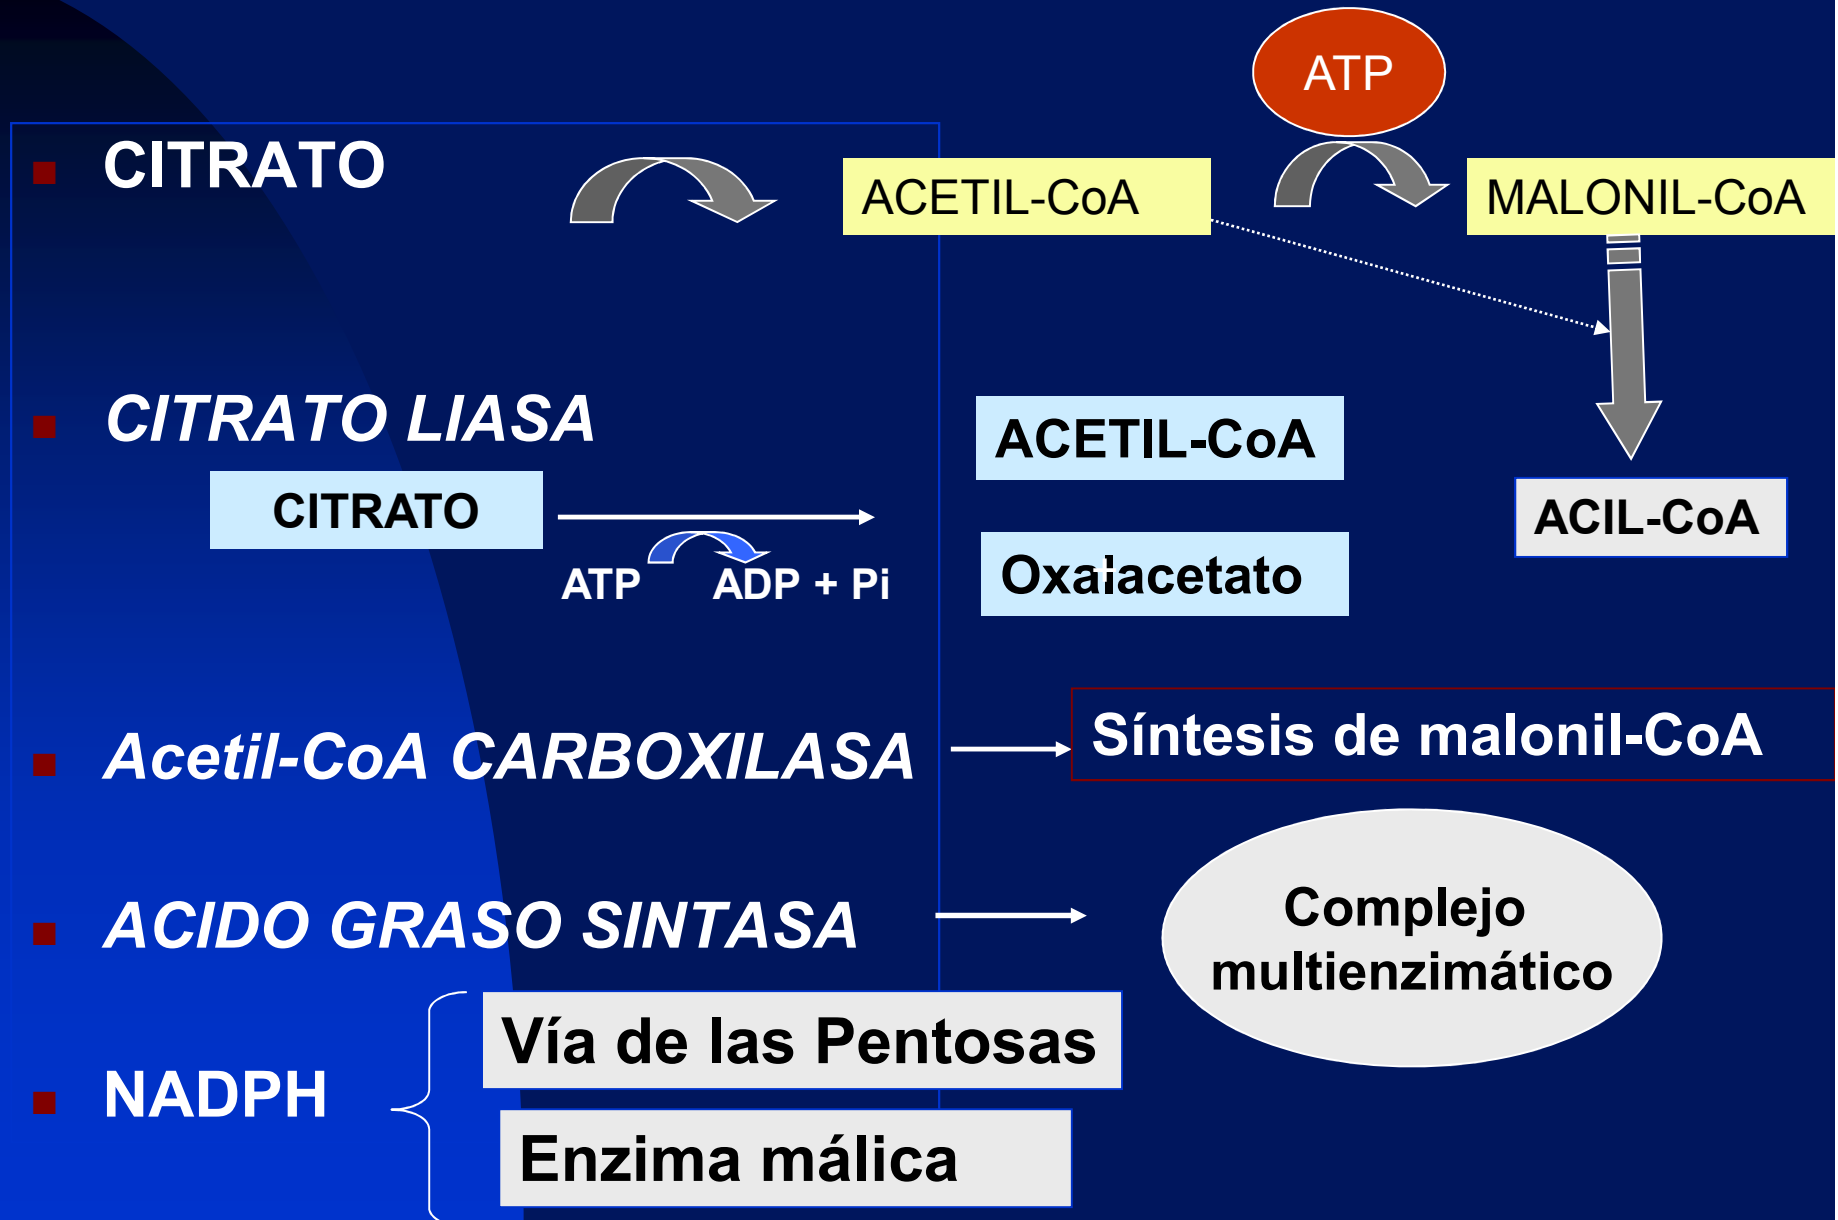 ATP
CITRATO
ACETIL-CoA
MALONIL-CoA
CITRATO LIASA
ACETIL-CoA
CITRATO
ACIL-CoA
+
Oxalacetato
ATP
ADP + Pi
Acetil-CoA CARBOXILASA
Síntesis de malonil-CoA
ACIDO GRASO SINTASA
Complejo
multienzimático
NADPH
Vía de las Pentosas
Enzima málica